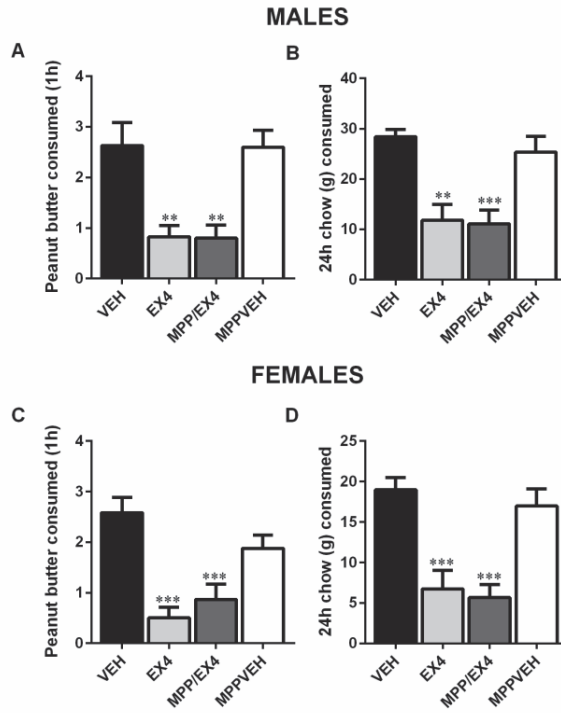 MALES
A
Peanut butter consumed (1h)
4
3
2
1
0
**
**
VEH
EX4
MPP/EX4
MPPVEH
B
24h chow (g) consumed
40
30
20
10
0
**
***
VEH
EX4
MPP/EX4
MPPVEH
FEMALES
C
Peanut butter consumed (1h)
4
3
2
1
0
***
***
VEH
EX4
MPP/EX4
MPPVEH
D
24h chow (g) consumed
25
20
15
10
5
0
***
***
VEH
EX4
MPP/EX4
MPPVEH